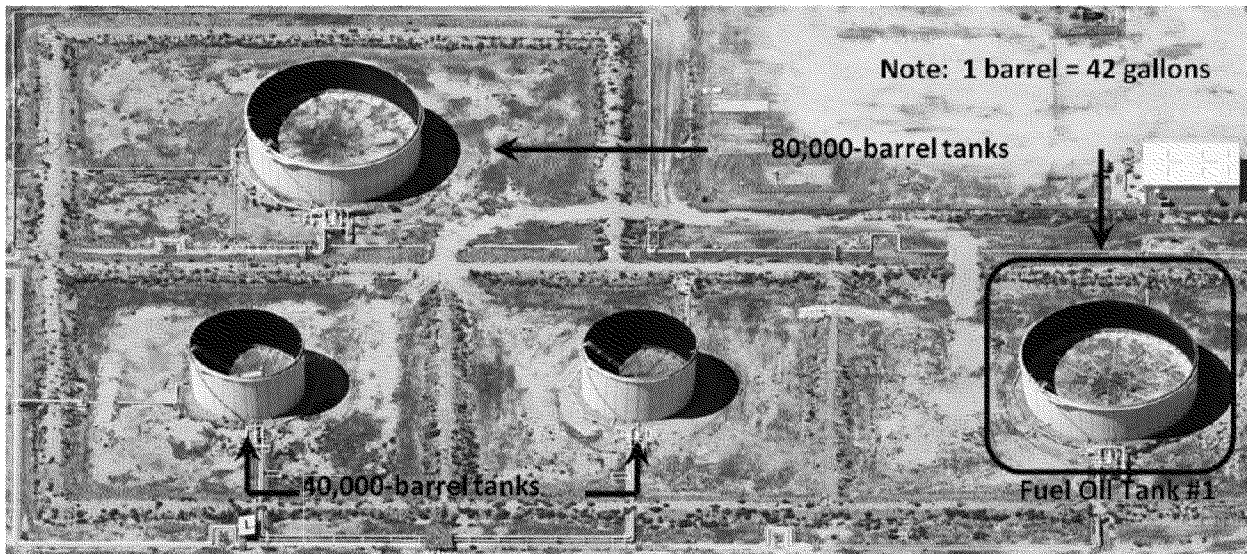 Note: 1 barrel = 42 gallons
80,000-barrel tanks
40,000-barrel tanks
Fuel Oil Tank #1